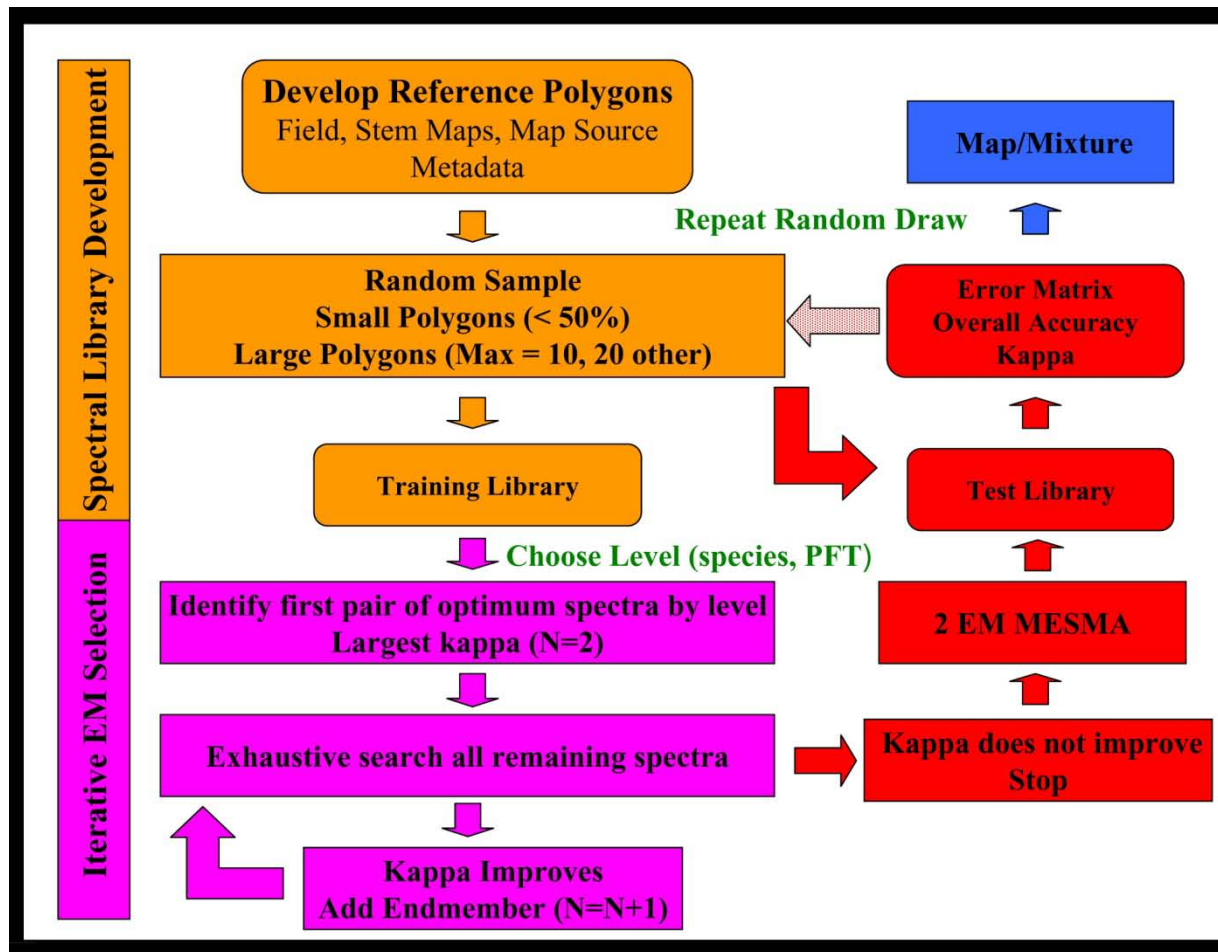 Spectral Library Development
Iterative EM Selection
Develop Reference Polygons
Field, Stem Maps, Map Source
Metadata
Random Sample
Small Polygons (< 50%)
Large Polygons (Max = 10, 20 other)
Training Library
Choose Level (species, PFT)
Identify first pair of optimum spectra by level
Largest kappa (N=2)
Exhaustive search all remaining spectra
Kappa Improves
Add Endmember (N=N+1)
Kappa does not improve
Stop
2 EM MESMA
Test Library
Error Matrix
Overall Accuracy
Kappa
Repeat Random Draw
Map/Mixture